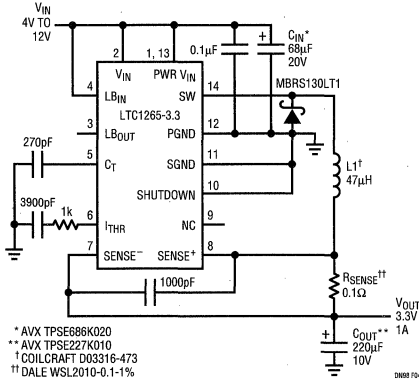 VIN
4V TO
12V
0.1µF
+
CIN*
68µF
20V
2
1, 13
VIN
PWR VIN
MBRS130LT1
4
LBIN
SW
14
LTC1265-3.3
3
LBOUT
PGND
12
270pF
5
CT
SGND
11
L1†
47µH
SHUTDOWN
10
3900pF
1k
6
ITHR
NC
9
7
SENSE−
SENSE+
8
1000pF
RSENSE††
0.1Ω
VOUT
3.3V
1A
+
COUT**
220µF
10V
* AVX TPSE686K020
** AVX TPSE227K010
† COILCRAFT D03316-473
†† DALE WSL2010-0.1-1%
DN98 F04